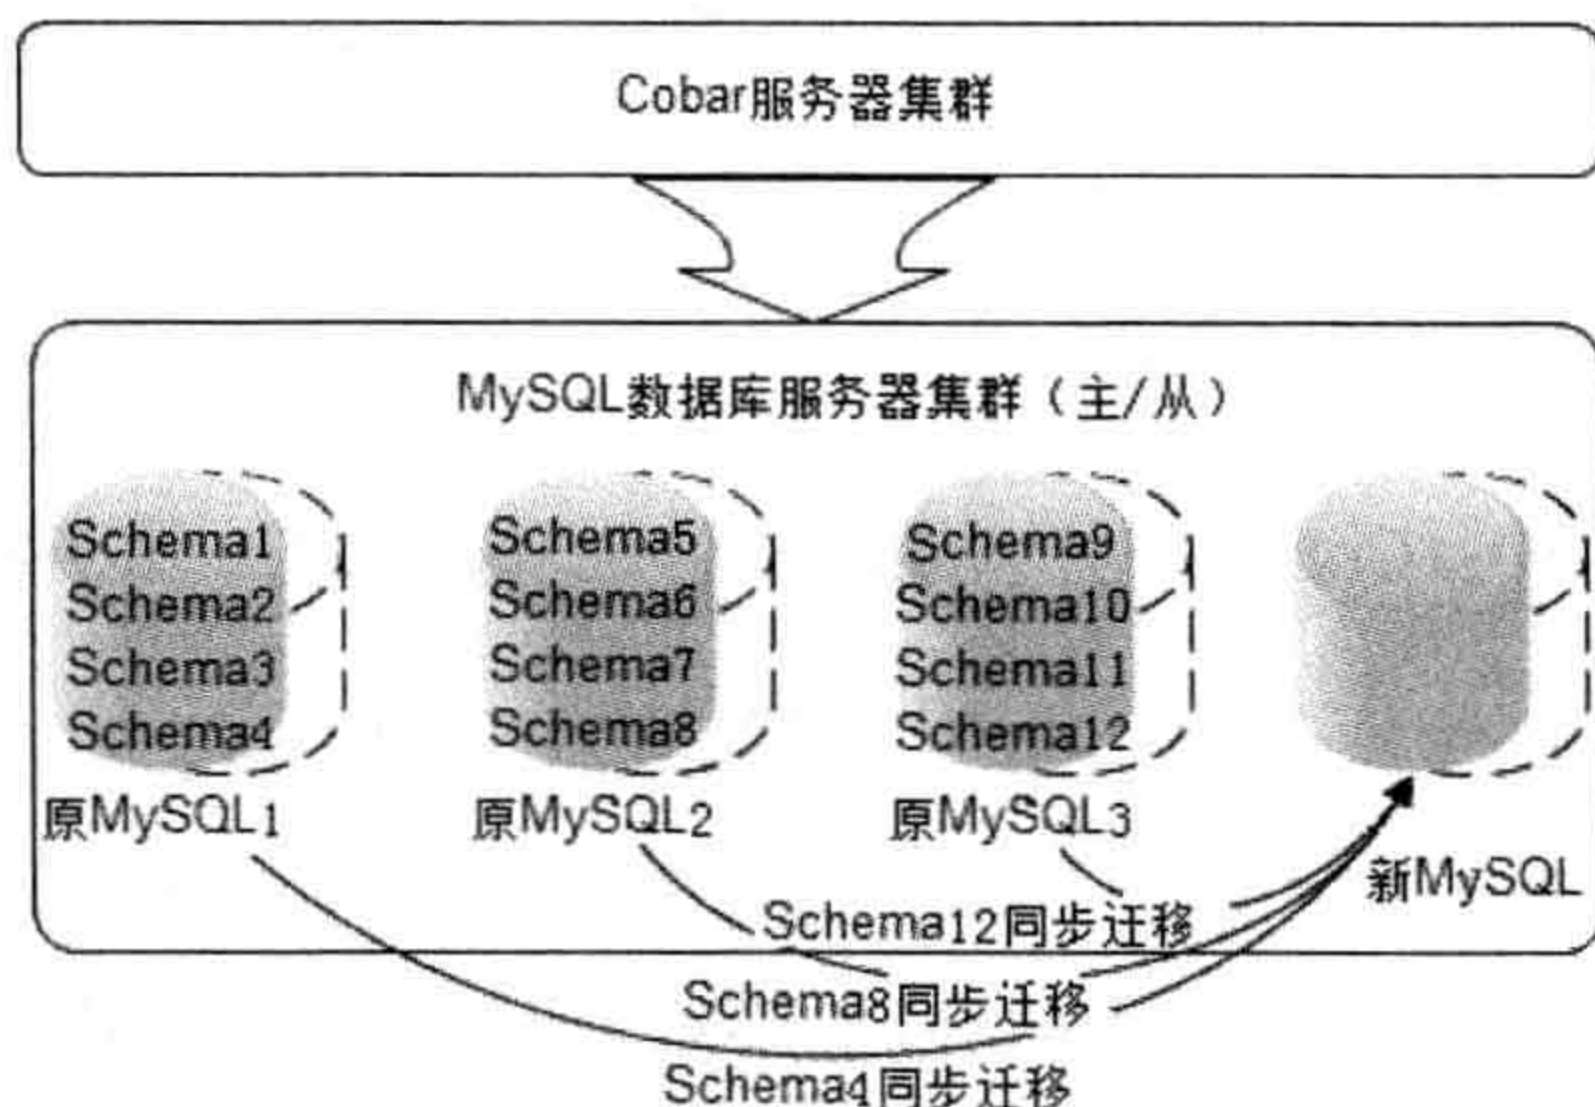 Cobar服务器集群
MySQL数据库服务器集群（主/从）
Schema1
Schema2
Schema3
Schema4
Schema5
Schema6
Schema7
Schema8
Schema9
Schema10
Schema11
Schema12
原MySQL1
原MySQL2
原MySQL3
新MySQL
Schema12同步迁移
Schema8同步迁移
Schema4同步迁移